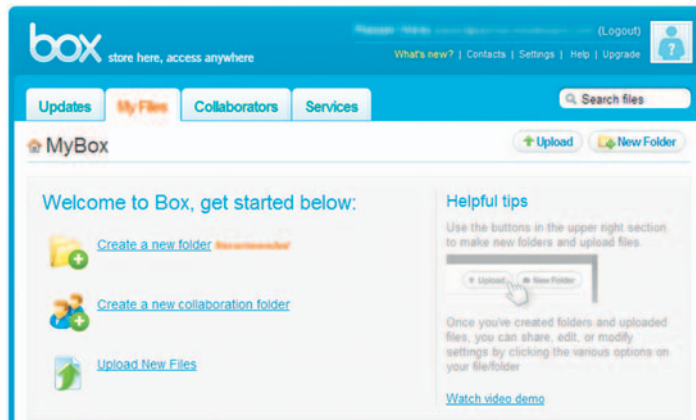 (Logout)
box store here, access anywhere
What's new? | Contacts | Settings | Help | Upgrade
Updates My Files Collaborators Services
Search files
MyBox
Upload New Folder
Welcome to Box, get started below:
Create a new folder Recommended
Create a new collaboration folder
Upload New Files
Helpful tips
Use the buttons in the upper right section
to make new folders and upload files.
Upload New Folder
Once you've created folders and uploaded
files, you can share, edit, or modify
settings by clicking the various options on
your file/folder
Watch video demo